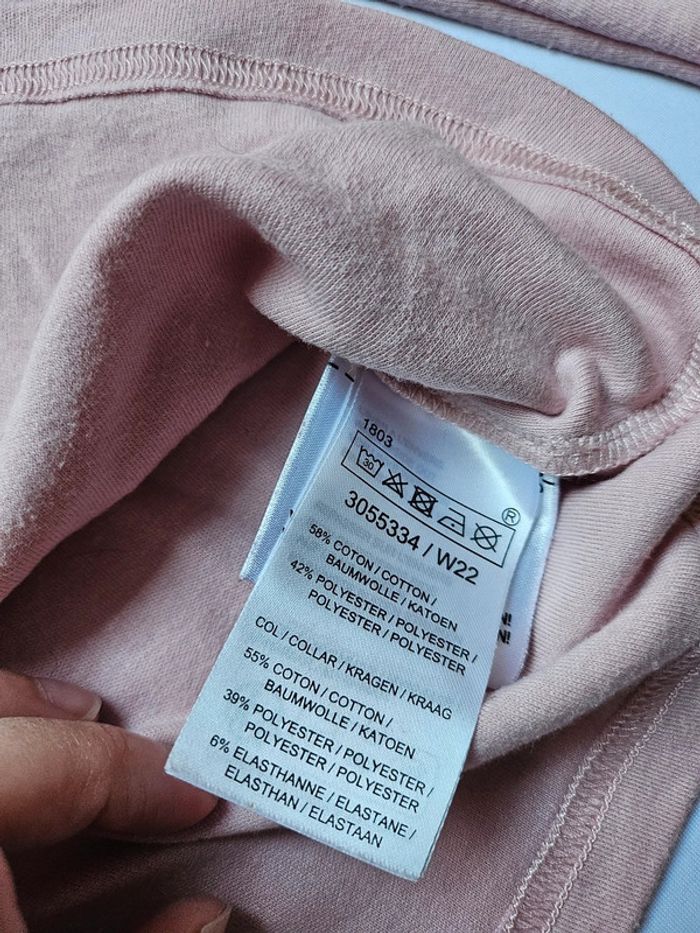 1803
30
®
3055334 / W22
58% COTON / COTTON /
BAUMWOLLE / KATOEN
42% POLYESTER / POLYESTER /
POLYESTER / POLYESTER
COL / COLLAR / KRAGEN / KRAAG
55% COTON / COTTON /
BAUMWOLLE / KATOEN
39% POLYESTER / POLYESTER /
POLYESTER / POLYESTER
6% ELASTHANNE / ELASTANE /
ELASTHAN / ELASTAAN
N!
N!